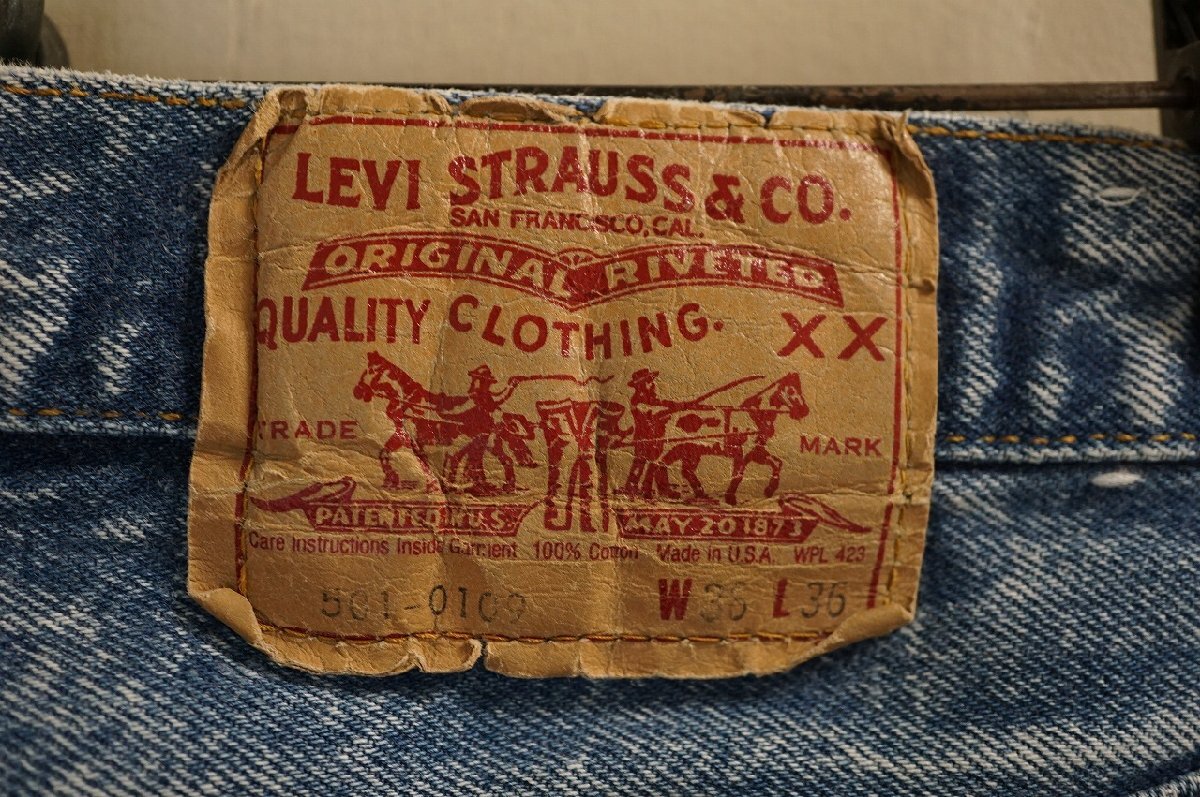 LEVI STRAUSS & CO.
SAN FRANCISCO, CAL.
ORIGINAL RIVETED
QUALITY CLOTHING. XX
TRADE MARK
PATENTED IN U.S. MAY 20 1873
Care Instructions Inside Garment 100% Cotton Made in U.S.A. WPL 423
501-0109 W 36 L 36